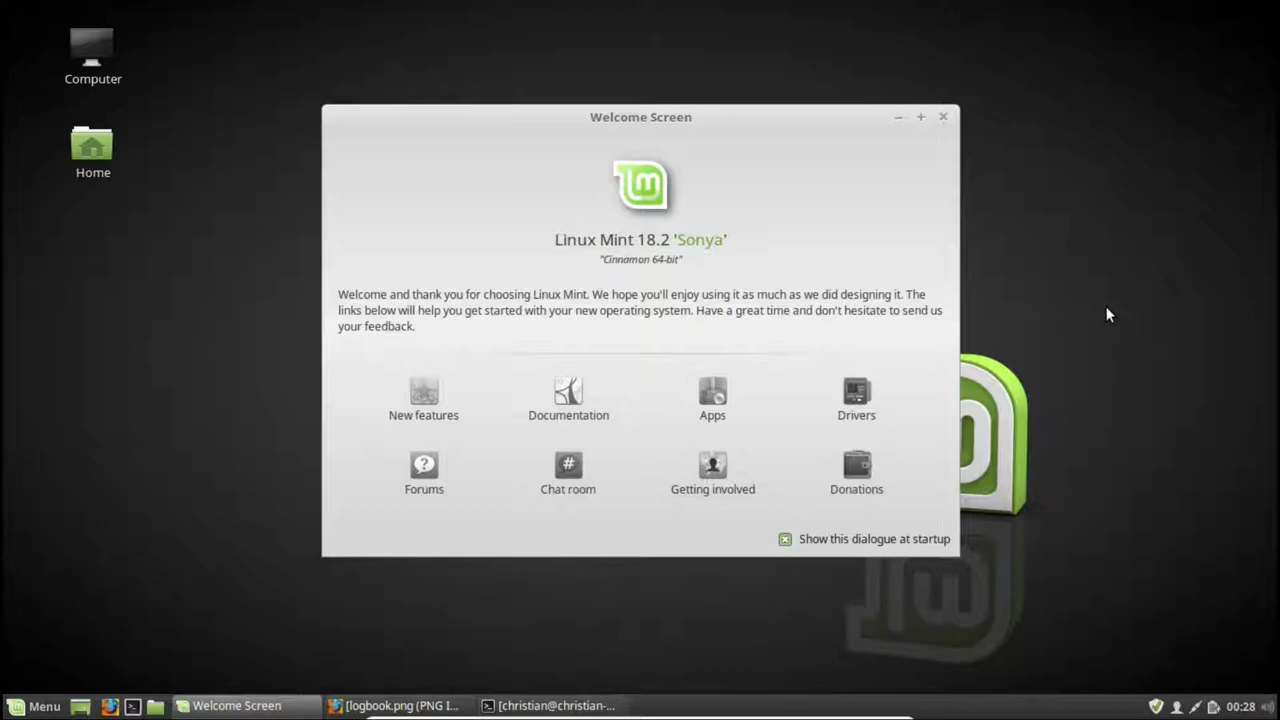 Computer
Home
Welcome Screen
Linux Mint 18.2 'Sonya'
"Cinnamon 64-bit"
Welcome and thank you for choosing Linux Mint. We hope you'll enjoy using it as much as we did designing it. The
links below will help you get started with your new operating system. Have a great time and don't hesitate to send us
your feedback.
New features
Documentation
Apps
Drivers
Forums
Chat room
Getting involved
Donations
Show this dialogue at startup
Menu
Welcome Screen
[logbook.png (PNG I...
[christian@christian-...
00:28